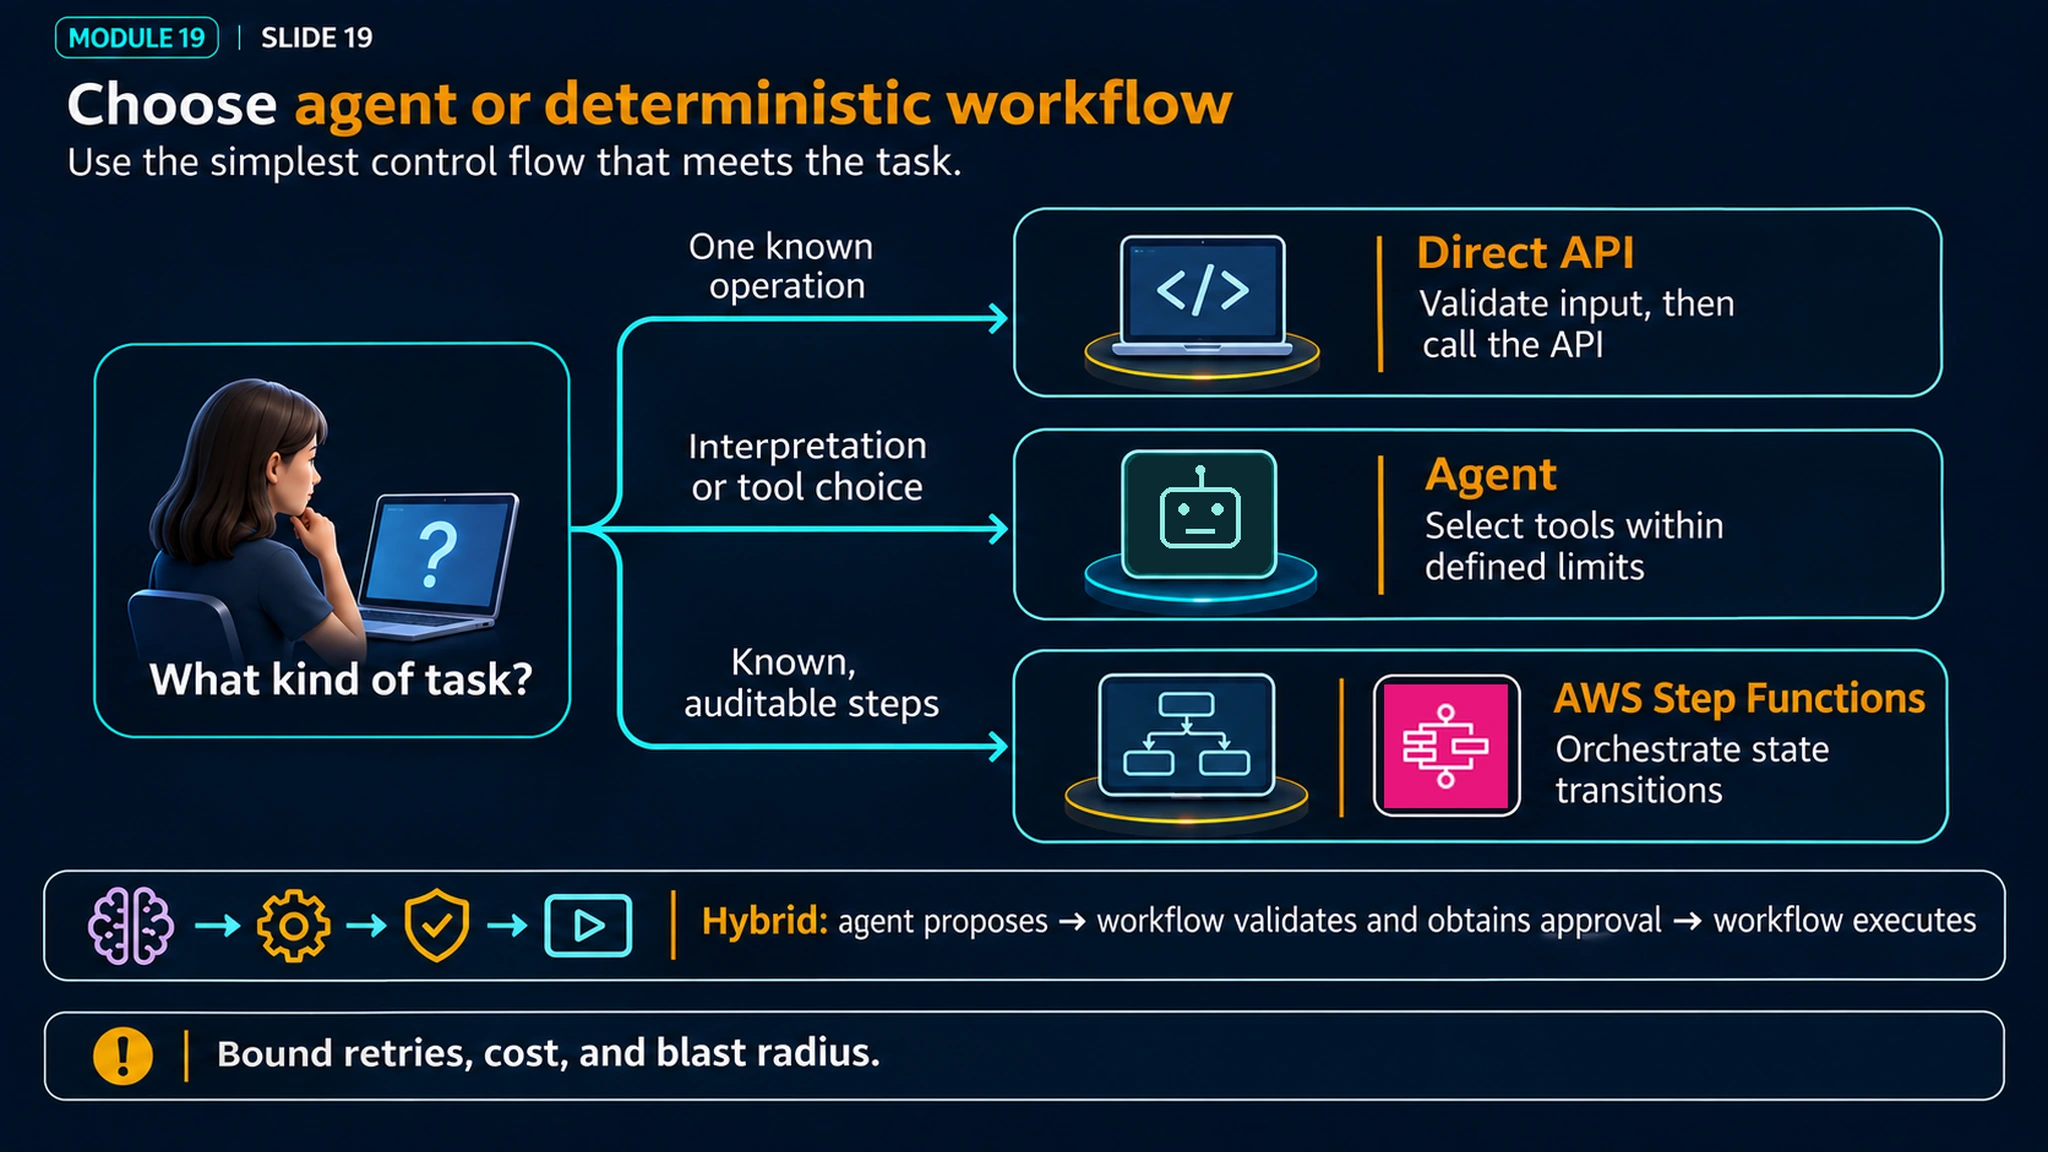 MODULE 19 | SLIDE 19
Choose agent or deterministic workflow
Use the simplest control flow that meets the task.
What kind of task?
?
One known
operation
</>
Direct API
Validate input, then
call the API
Interpretation
or tool choice
Agent
Select tools within
defined limits
Known,
auditable steps
AWS Step Functions
Orchestrate state
transitions
Hybrid: agent proposes → workflow validates and obtains approval → workflow executes
! Bound retries, cost, and blast radius.